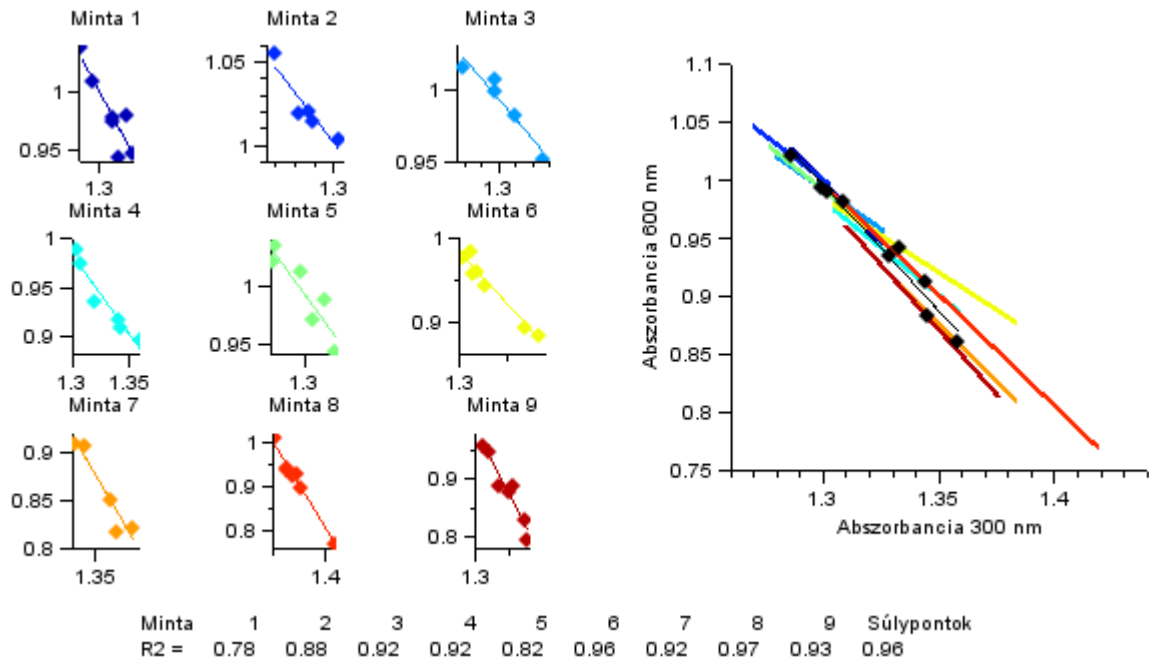 Minta 1
1
0.95
1.3
Minta 2
1.05
1
1.3
Minta 3
1
0.95
1.3
Minta 4
1
0.95
0.9
1.3 1.35
Minta 5
1
0.95
1.3
Minta 6
1
0.9
1.3
Minta 7
0.9
0.85
0.8
1.35
Minta 8
1
0.9
0.8
1.4
Minta 9
0.9
0.8
1.3
Abszorbancia 600 nm
1.1
1.05
1
0.95
0.9
0.85
0.8
0.75
1.3 1.35 1.4
Abszorbancia 300 nm
Minta 1 2 3 4 5 6 7 8 9 Súlypontok
R2 = 0.78 0.88 0.92 0.92 0.82 0.96 0.92 0.97 0.93 0.96